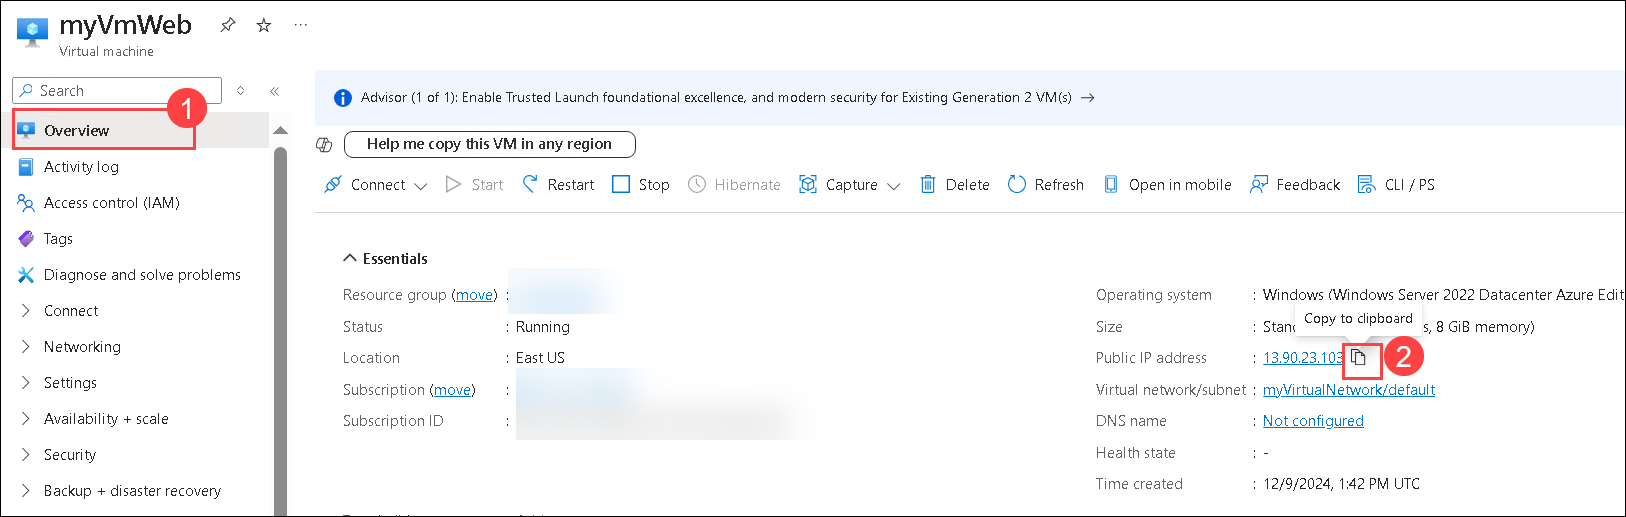 myVmWeb
Virtual machine
Search
1
Overview
Activity log
Access control (IAM)
Tags
Diagnose and solve problems
Connect
Networking
Settings
Availability + scale
Security
Backup + disaster recovery
Advisor (1 of 1): Enable Trusted Launch foundational excellence, and modern security for Existing Generation 2 VM(s)
Help me copy this VM in any region
Connect Start Restart Stop Hibernate Capture Delete Refresh Open in mobile Feedback CLI / PS
Essentials
Resource group (move) :
Status : Running
Location : East US
Subscription (move) :
Subscription ID :
Operating system : Windows (Windows Server 2022 Datacenter Azure Edit
Copy to clipboard
Size : Stan s, 8 GiB memory)
Public IP address : 13.90.23.103
2
Virtual network/subnet : myVirtualNetwork/default
DNS name : Not configured
Health state : -
Time created : 12/9/2024, 1:42 PM UTC